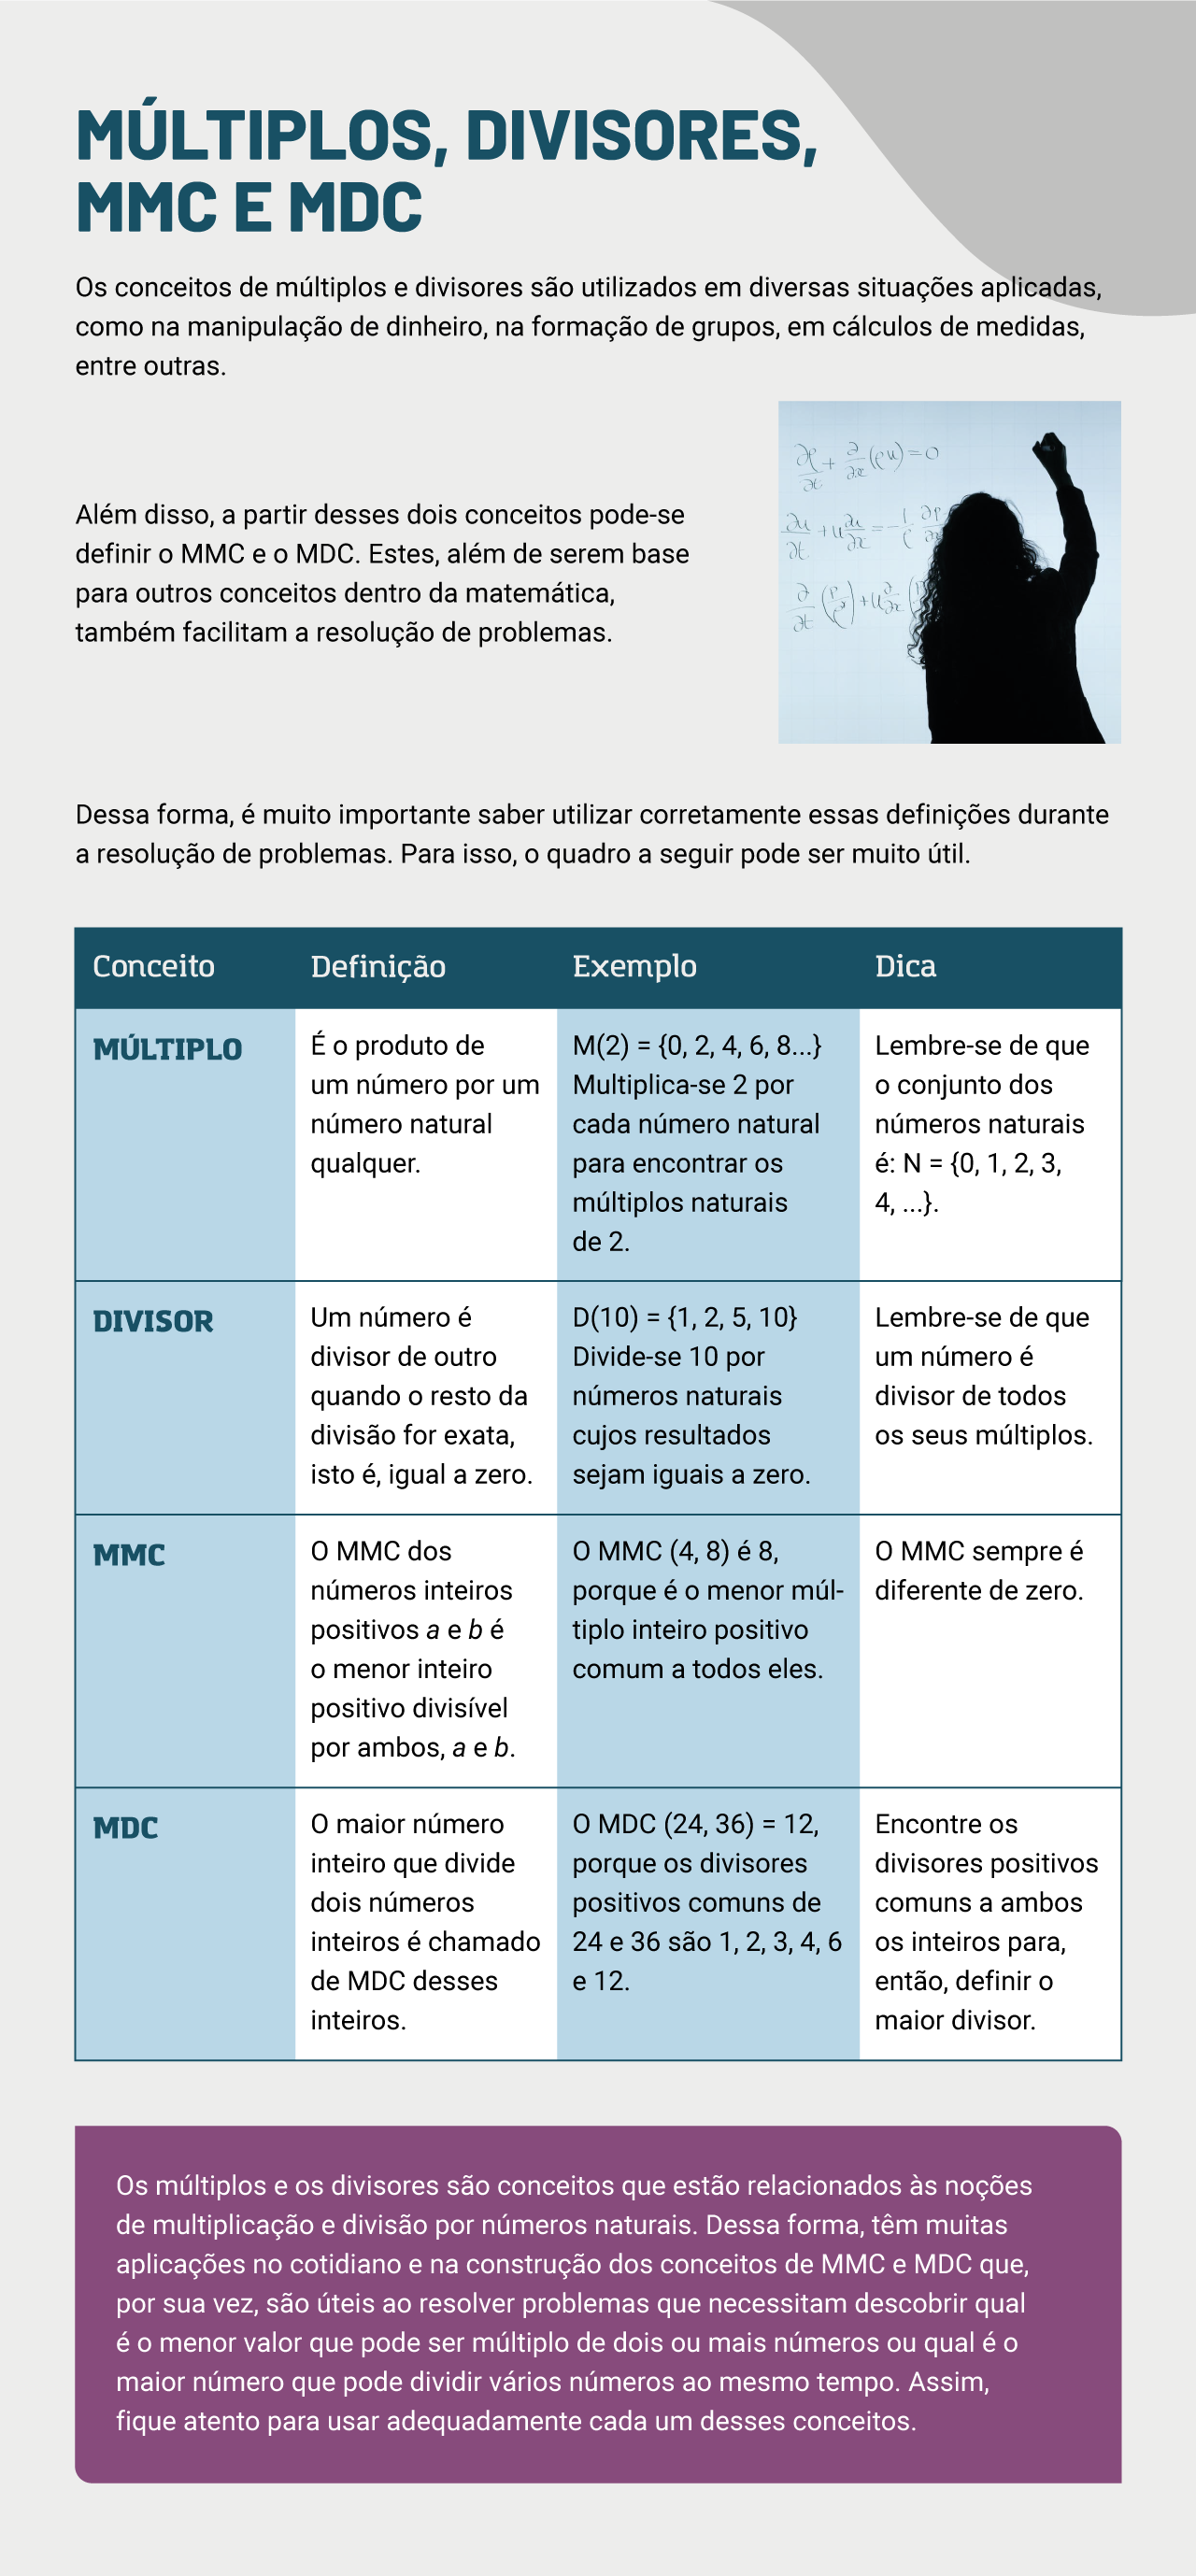 MÚLTIPLOS, DIVISORES,
MMC E MDC
Os conceitos de múltiplos e divisores são utilizados em diversas situações aplicadas,
como na manipulação de dinheiro, na formação de grupos, em cálculos de medidas,
entre outras.
Além disso, a partir desses dois conceitos pode-se
definir o MMC e o MDC. Estes, além de serem base
para outros conceitos dentro da matemática,
também facilitam a resolução de problemas.
Dessa forma, é muito importante saber utilizar corretamente essas definições durante
a resolução de problemas. Para isso, o quadro a seguir pode ser muito útil.
Conceito
Definição
Exemplo
Dica
MÚLTIPLO
É o produto de
um número por um
número natural
qualquer.
M(2) = {0, 2, 4, 6, 8...}
Multiplica-se 2 por
cada número natural
para encontrar os
múltiplos naturais
de 2.
Lembre-se de que
o conjunto dos
números naturais
é: N = {0, 1, 2, 3,
4, ...}.
DIVISOR
Um número é
divisor de outro
quando o resto da
divisão for exata,
isto é, igual a zero.
D(10) = {1, 2, 5, 10}
Divide-se 10 por
números naturais
cujos resultados
sejam iguais a zero.
Lembre-se de que
um número é
divisor de todos
os seus múltiplos.
MMC
O MMC dos
números inteiros
positivos a e b é
o menor inteiro
positivo divisível
por ambos, a e b.
O MMC (4, 8) é 8,
porque é o menor múl-
tiplo inteiro positivo
comum a todos eles.
O MMC sempre é
diferente de zero.
MDC
O maior número
inteiro que divide
dois números
inteiros é chamado
de MDC desses
inteiros.
O MDC (24, 36) = 12,
porque os divisores
positivos comuns de
24 e 36 são 1, 2, 3, 4, 6
e 12.
Encontre os
divisores positivos
comuns a ambos
os inteiros para,
então, definir o
maior divisor.
Os múltiplos e os divisores são conceitos que estão relacionados às noções
de multiplicação e divisão por números naturais. Dessa forma, têm muitas
aplicações no cotidiano e na construção dos conceitos de MMC e MDC que,
por sua vez, são úteis ao resolver problemas que necessitam descobrir qual
é o menor valor que pode ser múltiplo de dois ou mais números ou qual é o
maior número que pode dividir vários números ao mesmo tempo. Assim,
fique atento para usar adequadamente cada um desses conceitos.